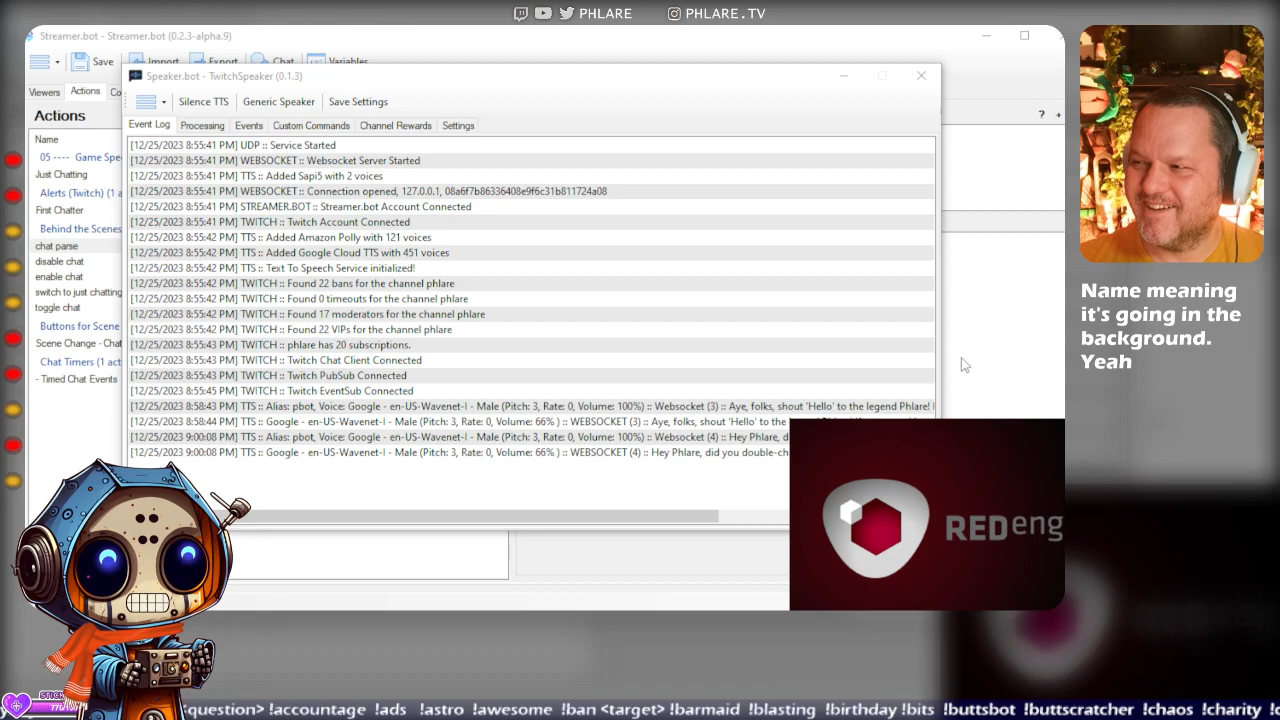 PHLARE PHLARE.TV
Streamer.bot - Streamer.bot (0.2.3-alpha.9)
Save Import Export Chat Variables
Speaker.bot - TwitchSpeaker (0.1.3)
Silence TTS Generic Speaker Save Settings
Viewers Actions Co
Event Log Processing Events Custom Commands Channel Rewards Settings
Actions
? +
Name
05 ---- Game Spe
Just Chatting
Alerts (Twitch) (1 a
First Chatter
Behind the Scenes
chat parse
disable chat
enable chat
switch to just chatting
toggle chat
Buttons for Scene
Scene Change - Chat
Chat Timers (1 act
- Timed Chat Events
[12/25/2023 8:55:41 PM] UDP :: Service Started
[12/25/2023 8:55:41 PM] WEBSOCKET :: Websocket Server Started
[12/25/2023 8:55:41 PM] TTS :: Added Sapi5 with 2 voices
[12/25/2023 8:55:41 PM] WEBSOCKET :: Connection opened, 127.0.0.1, 08a6f7b86336408e9f6c31b811724a08
[12/25/2023 8:55:41 PM] STREAMER.BOT :: Streamer.bot Account Connected
[12/25/2023 8:55:42 PM] TWITCH :: Twitch Account Connected
[12/25/2023 8:55:42 PM] TTS :: Added Amazon Polly with 121 voices
[12/25/2023 8:55:42 PM] TTS :: Added Google Cloud TTS with 451 voices
[12/25/2023 8:55:42 PM] TTS :: Text To Speech Service initialized!
[12/25/2023 8:55:42 PM] TWITCH :: Found 22 bans for the channel phlare
[12/25/2023 8:55:42 PM] TWITCH :: Found 0 timeouts for the channel phlare
[12/25/2023 8:55:42 PM] TWITCH :: Found 17 moderators for the channel phlare
[12/25/2023 8:55:42 PM] TWITCH :: Found 22 VIPs for the channel phlare
[12/25/2023 8:55:43 PM] TWITCH :: phlare has 20 subscriptions.
[12/25/2023 8:55:43 PM] TWITCH :: Twitch Chat Client Connected
[12/25/2023 8:55:43 PM] TWITCH :: Twitch PubSub Connected
[12/25/2023 8:55:45 PM] TWITCH :: Twitch EventSub Connected
[12/25/2023 8:58:43 PM] TTS :: Alias: pbot, Voice: Google - en-US-Wavenet-I - Male (Pitch: 3, Rate: 0, Volume: 100%) :: Websocket (3) :: Aye, folks, shout 'Hello' to the legend Phlare!
[12/25/2023 8:58:44 PM] TTS :: Google - en-US-Wavenet-I - Male (Pitch: 3, Rate: 0, Volume: 66% ) :: WEBSOCKET (3) :: Aye, folks, shout 'Hello' to the
[12/25/2023 9:00:08 PM] TTS :: Alias: pbot, Voice: Google - en-US-Wavenet-I - Male (Pitch: 3, Rate: 0, Volume: 100%) :: Websocket (4) :: Hey Phlare, d
[12/25/2023 9:00:08 PM] TTS :: Google - en-US-Wavenet-I - Male (Pitch: 3, Rate: 0, Volume: 66% ) :: WEBSOCKET (4) :: Hey Phlare, did you double-ch
Name meaning
it's going in the
background.
Yeah
REDeng
<question> !accountage !ads !astro !awesome !ban <target> !barmaid !blasting !birthday !bits !buttsbot !buttscratcher !chaos !charity